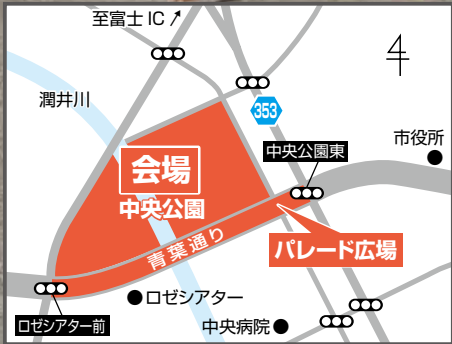 至富士IC
353
潤井川
市役所
中央公園東
会場
中央公園
青葉通り
パレード広場
ロゼシアター
ロゼシアター前
中央病院